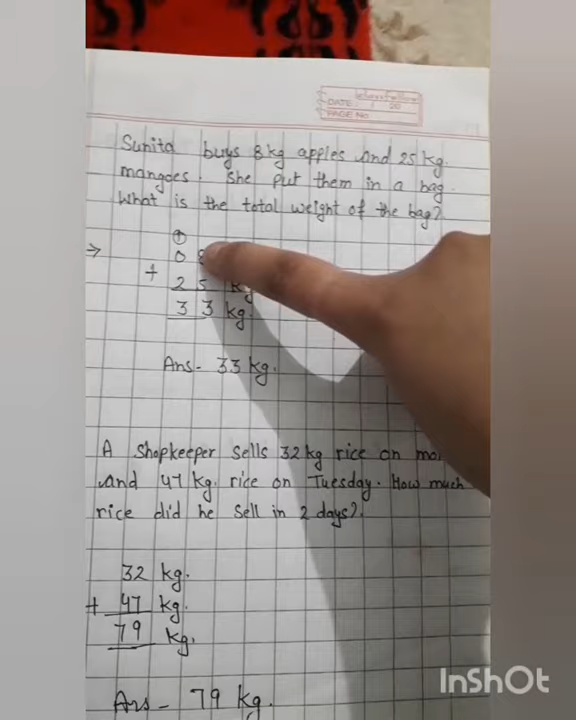 DATE: / /20
PAGE NO.
Sunita buys 8 kg apples and 25 kg.
mangoes. She put them in a bag.
What is the total weight of the bag?
1
⇒ 0 8
+ 2 5 kg
3 3 kg.
Ans- 33 kg.
A Shopkeeper sells 32 kg rice on
and 47 kg. rice on Tuesday. How much
rice did he sell in 2 days?.
32 kg.
+ 47 kg.
79 kg.
Ans - 79 kg.
InShOt